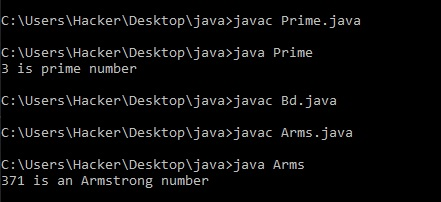 C:\Users\Hacker\Desktop\java>javac Prime.java
C:\Users\Hacker\Desktop\java>java Prime
3 is prime number
C:\Users\Hacker\Desktop\java>javac Bd.java
C:\Users\Hacker\Desktop\java>javac Arms.java
C:\Users\Hacker\Desktop\java>java Arms
371 is an Armstrong number